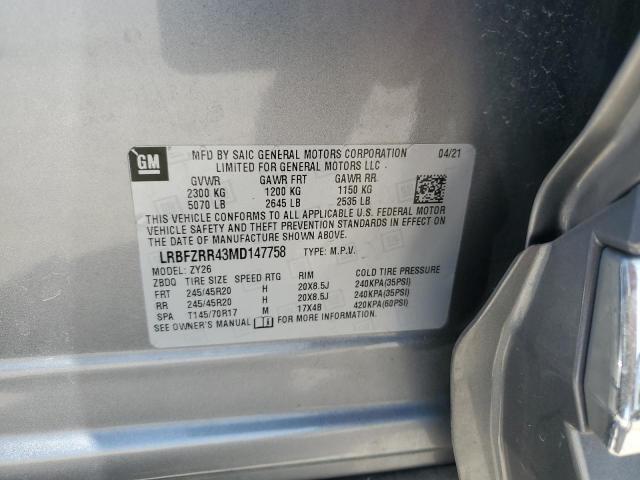 GM
MFD BY SAIC GENERAL MOTORS CORPORATION 04/21
LIMITED FOR GENERAL MOTORS LLC
GVWR GAWR FRT GAWR RR
2300 KG 1200 KG 1150 KG
5070 LB 2645 LB 2535 LB
THIS VEHICLE CONFORMS TO ALL APPLICABLE U.S. FEDERAL MOTOR
VEHICLE SAFETY AND THEFT PREVENTION STANDARDS IN EFFECT ON
THE DATE OF MANUFACTURE SHOWN ABOVE.
LRBFZRR43MD147758 TYPE: M.P.V.
MODEL: ZY26
ZBDQ TIRE SIZE SPEED RTG RIM COLD TIRE PRESSURE
FRT 245/45R20 H 20X8.5J 240KPA(35PSI)
RR 245/45R20 H 20X8.5J 240KPA(35PSI)
SPA T145/70R17 M 17X4B 420KPA(60PSI)
SEE OWNER'S MANUAL FOR MORE INFORMATION.